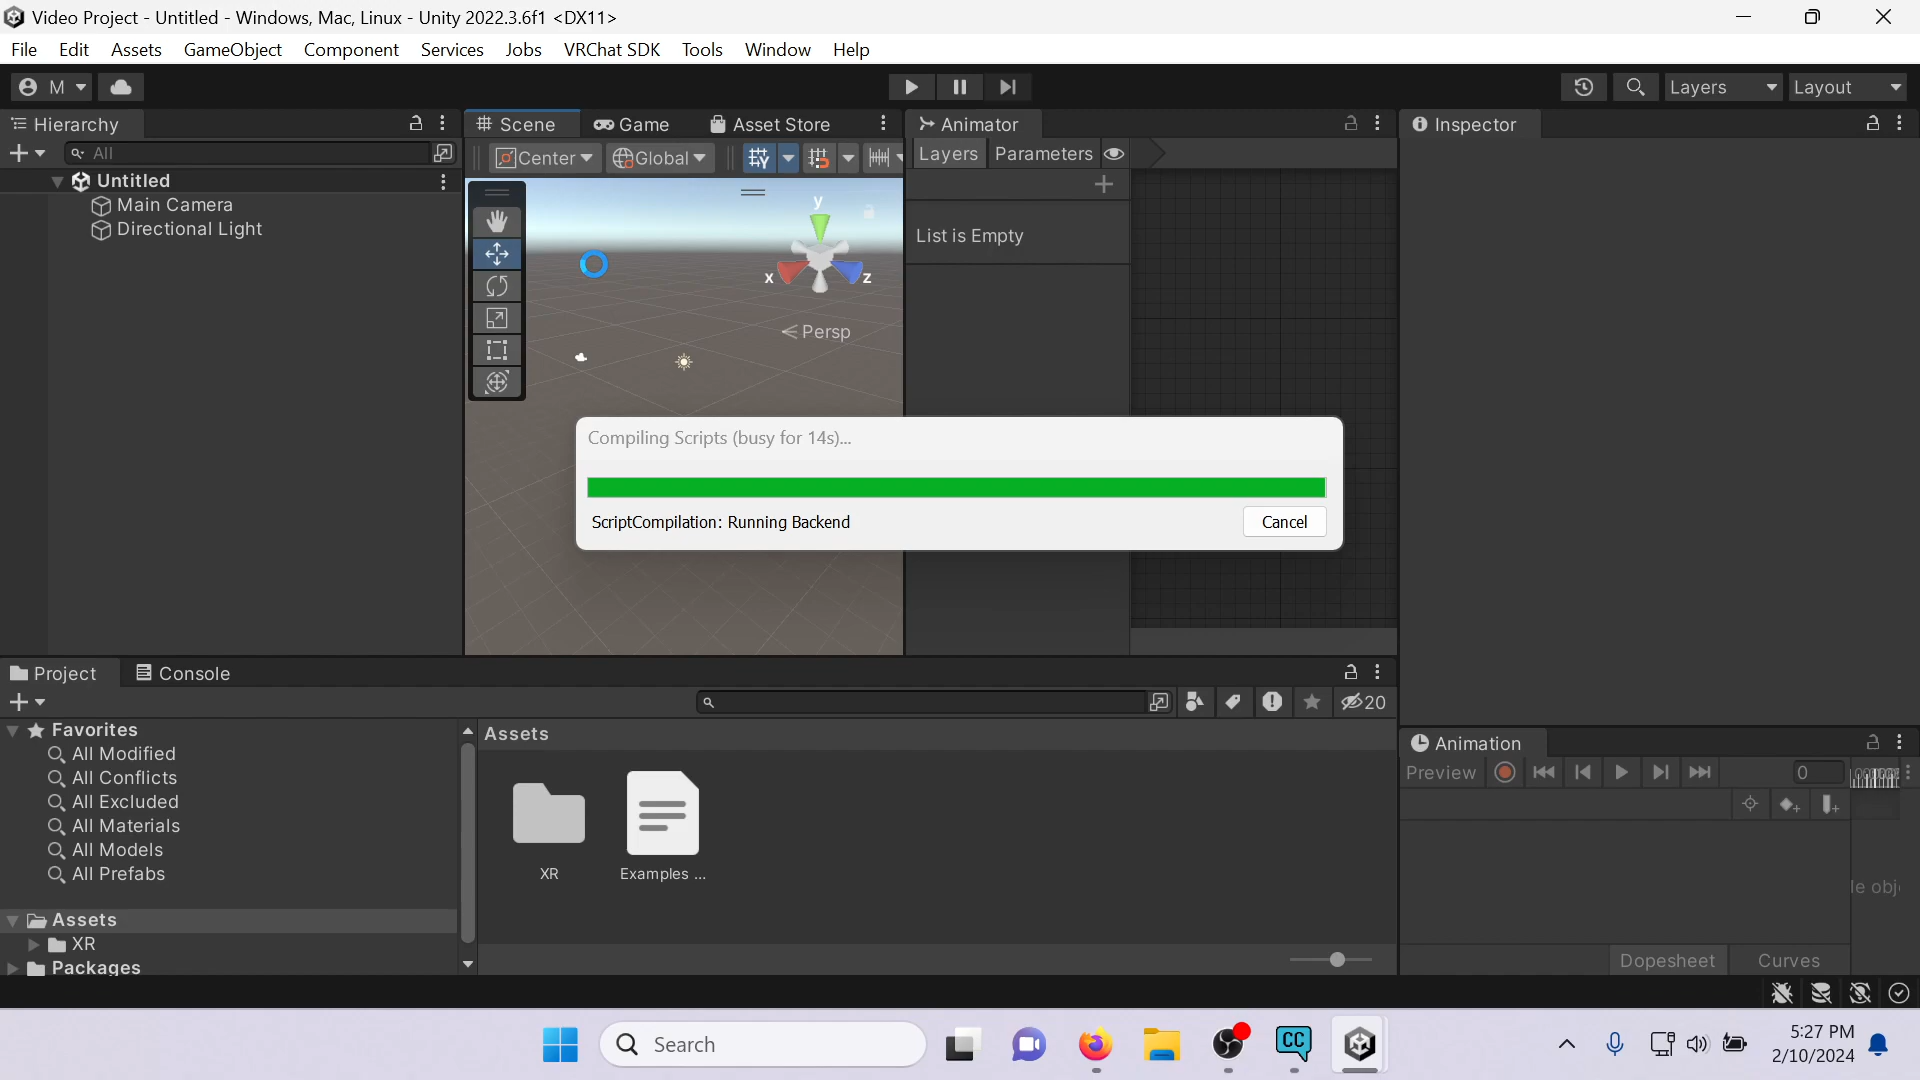 Video Project - Untitled - Windows, Mac, Linux - Unity 2022.3.6f1 <DX11>
File Edit Assets GameObject Component Services Jobs VRChat SDK Tools Window Help
M Layers Layout
Hierarchy Scene Game Asset Store Animator Inspector
All Center Global Layers Parameters
Untitled
Main Camera
Directional Light
y
x z
Persp
List is Empty
Compiling Scripts (busy for 14s)...
ScriptCompilation: Running Backend Cancel
Project Console
20
Favorites
All Modified
All Conflicts
All Excluded
All Materials
All Models
All Prefabs
Assets
XR
Packages
Assets
XR Examples ...
Animation
Preview 0
le obj
Dopesheet Curves
Search CC
5:27 PM
2/10/2024